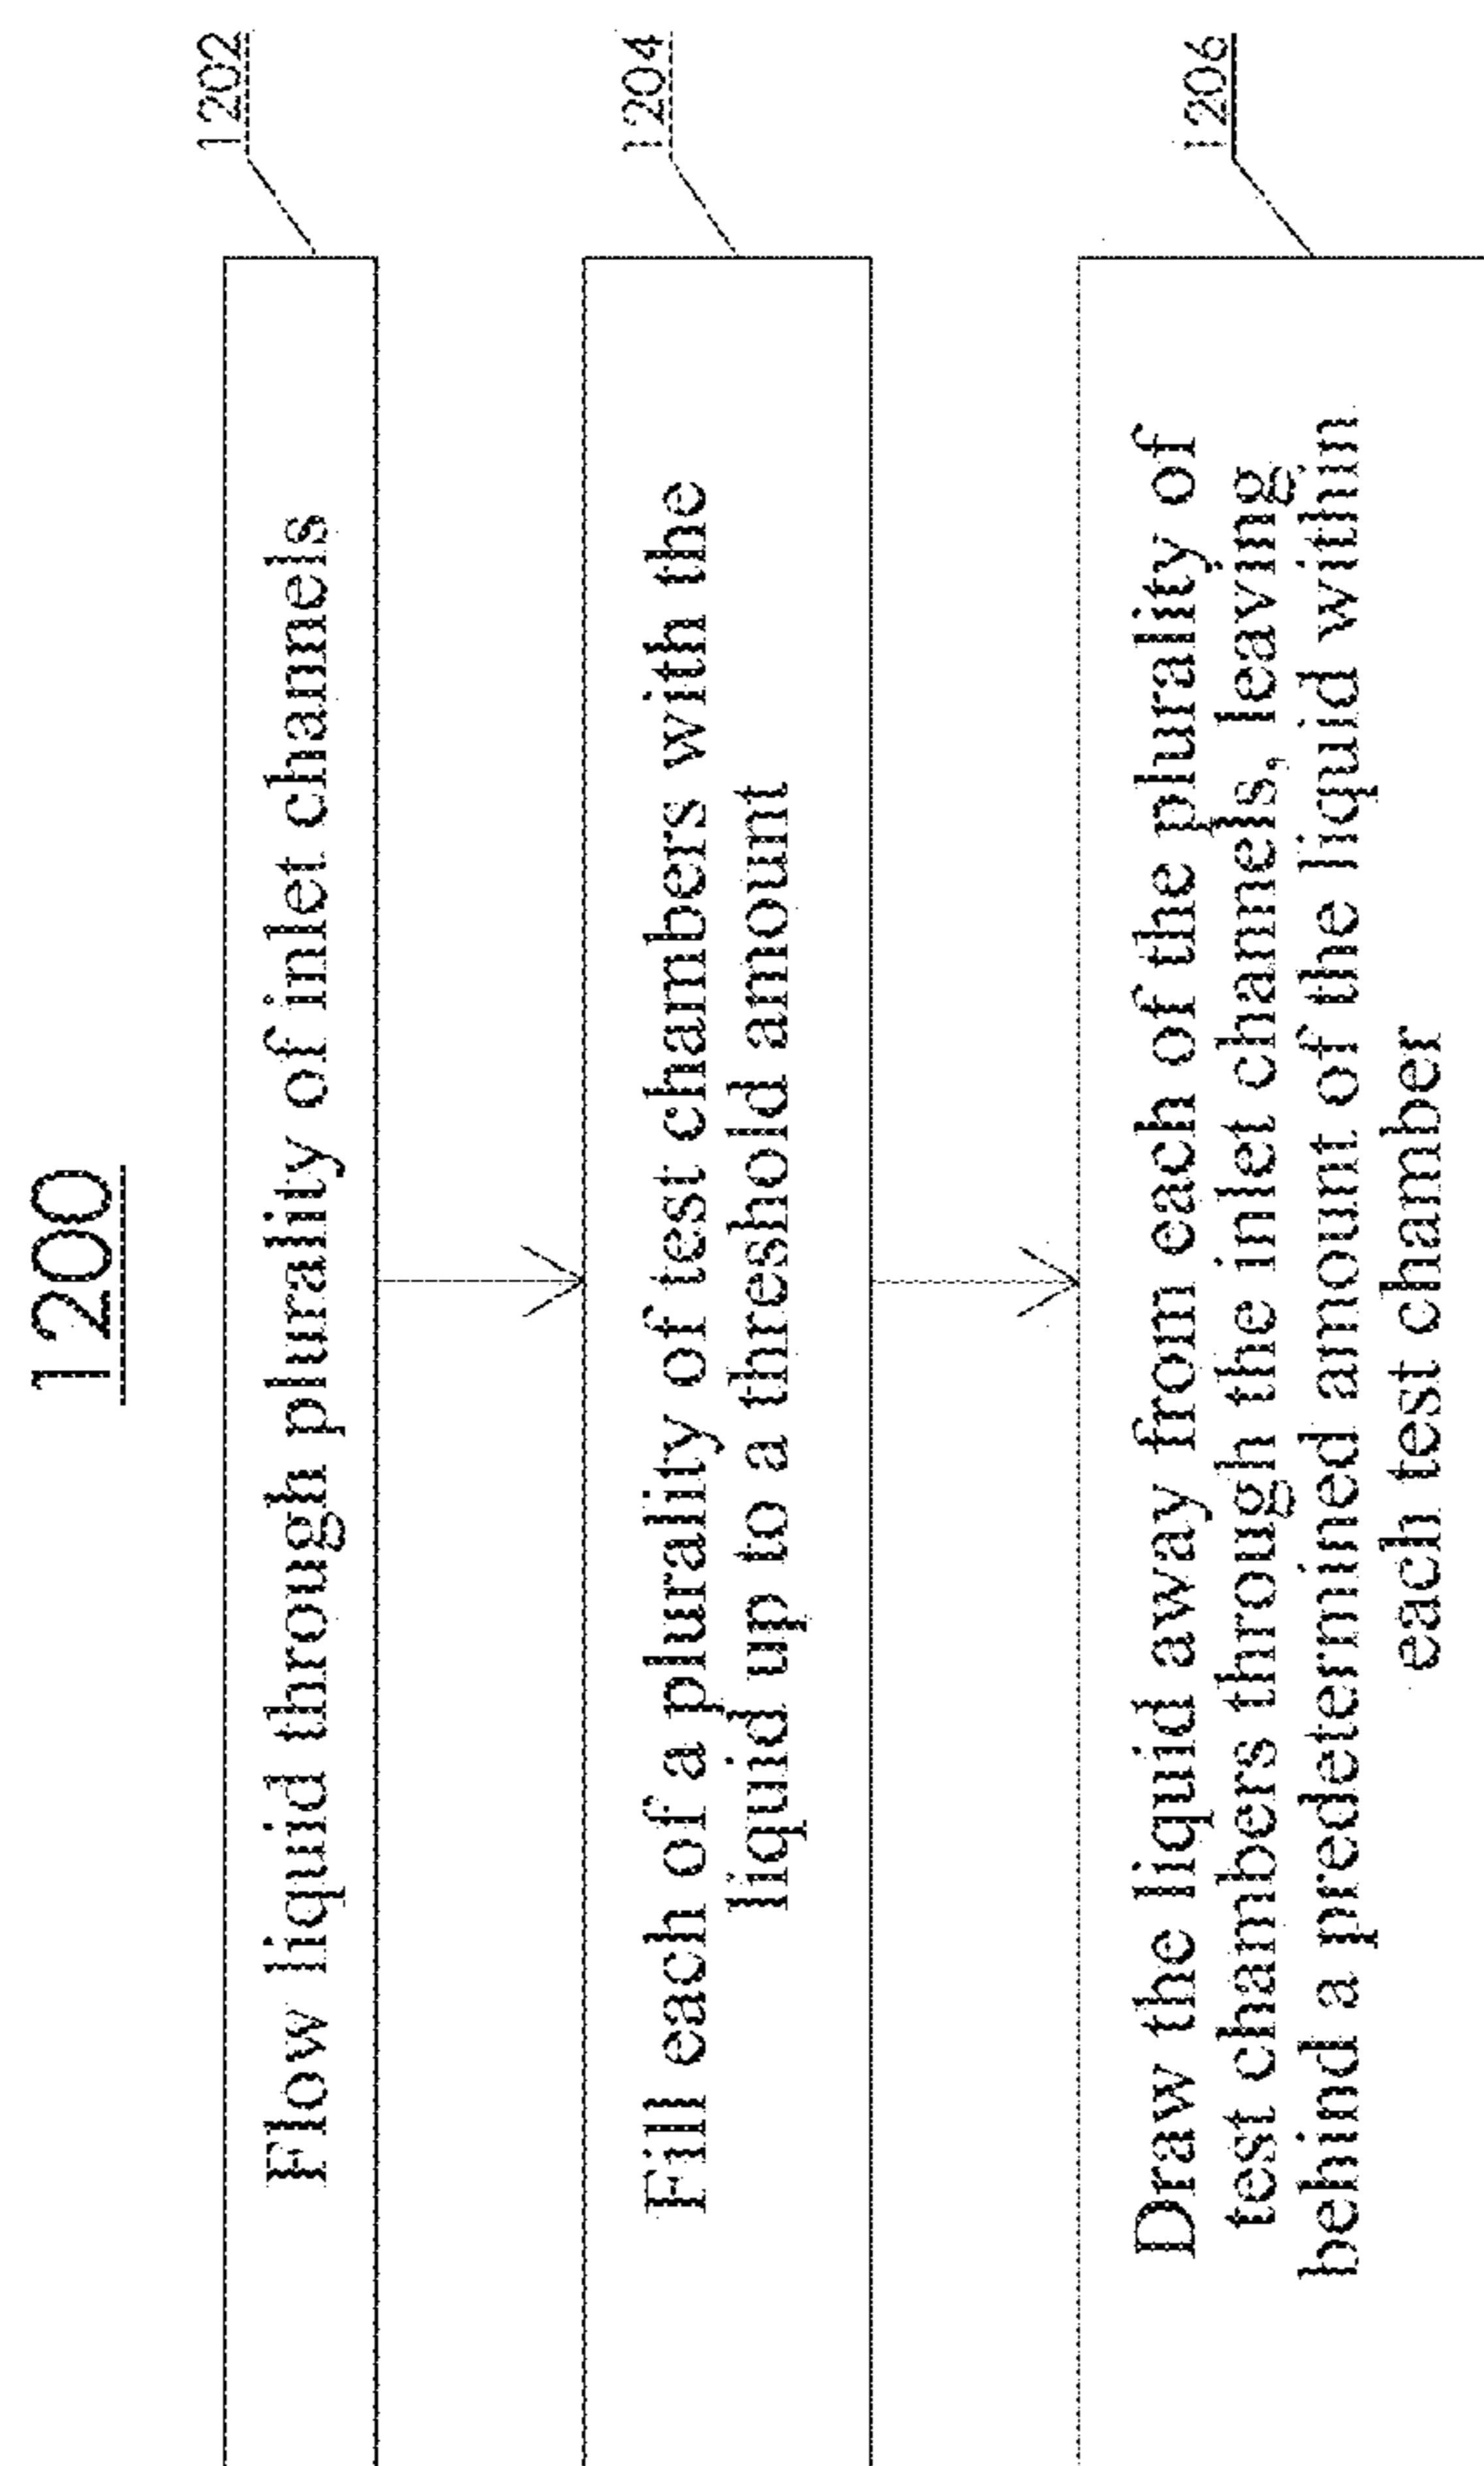 1200
Flow liquid through plurality of inlet channels
1202
Fill each of a plurality of test chambers with the
liquid up to a threshold amount
1204
Draw the liquid away from each of the plurality of
test chambers through the inlet channels, leaving
behind a predetermined amount of the liquid within
each test chamber
1206